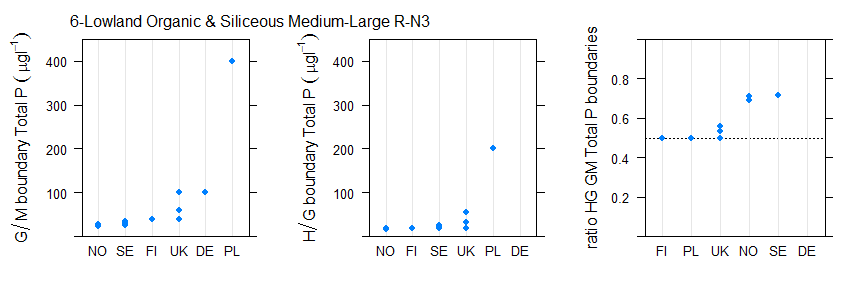 6-Lowland Organic & Siliceous Medium-Large R-N3
G/M boundary Total P ( μgl⁻¹)
400
300
200
100
NO SE FI UK DE PL
H/G boundary Total P ( μgl⁻¹)
400
300
200
100
NO FI SE UK PL DE
ratio HG GM Total P boundaries
0.8
0.6
0.4
0.2
FI PL UK NO SE DE